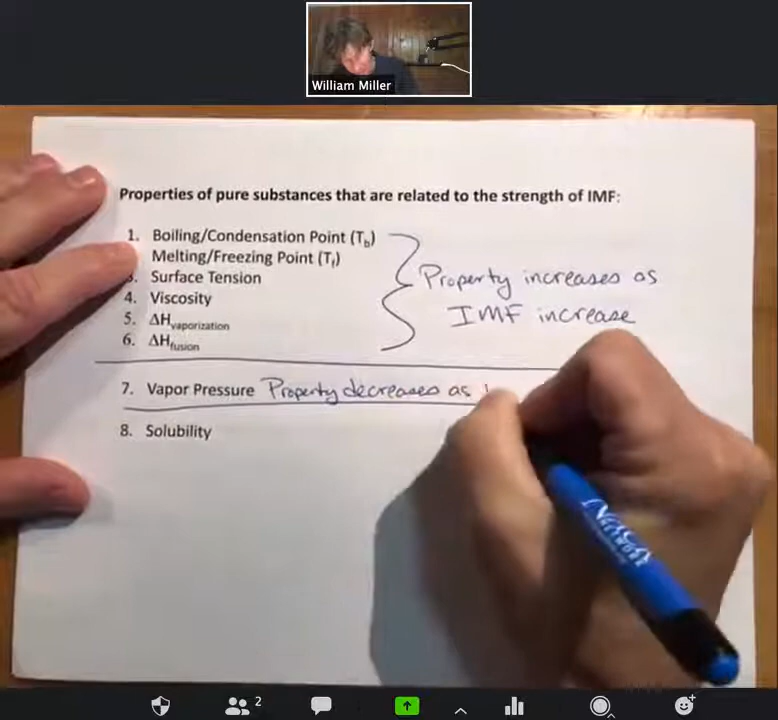 William Miller
Properties of pure substances that are related to the strength of IMF:
1. Boiling/Condensation Point (Tb)
Melting/Freezing Point (Tf)
3. Surface Tension
4. Viscosity
5. ΔHvaporization
6. ΔHfusion
Property increases as
IMF increase
7. Vapor Pressure Property decreases as
8. Solubility
2